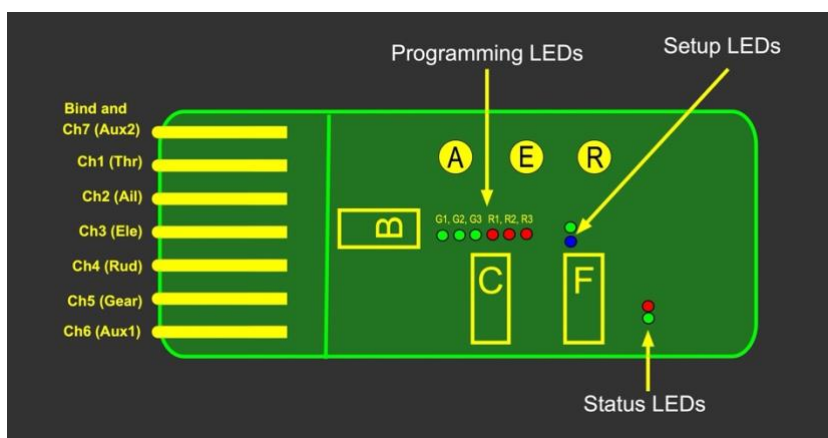 Programming LEDs
Setup LEDs
Bind and
Ch7 (Aux2)
Ch1 (Thr)
Ch2 (Ail)
Ch3 (Ele)
Ch4 (Rud)
Ch5 (Gear)
Ch6 (Aux1)
A E R
G1, G2, G3 R1, R2, R3
B
C F
Status LEDs